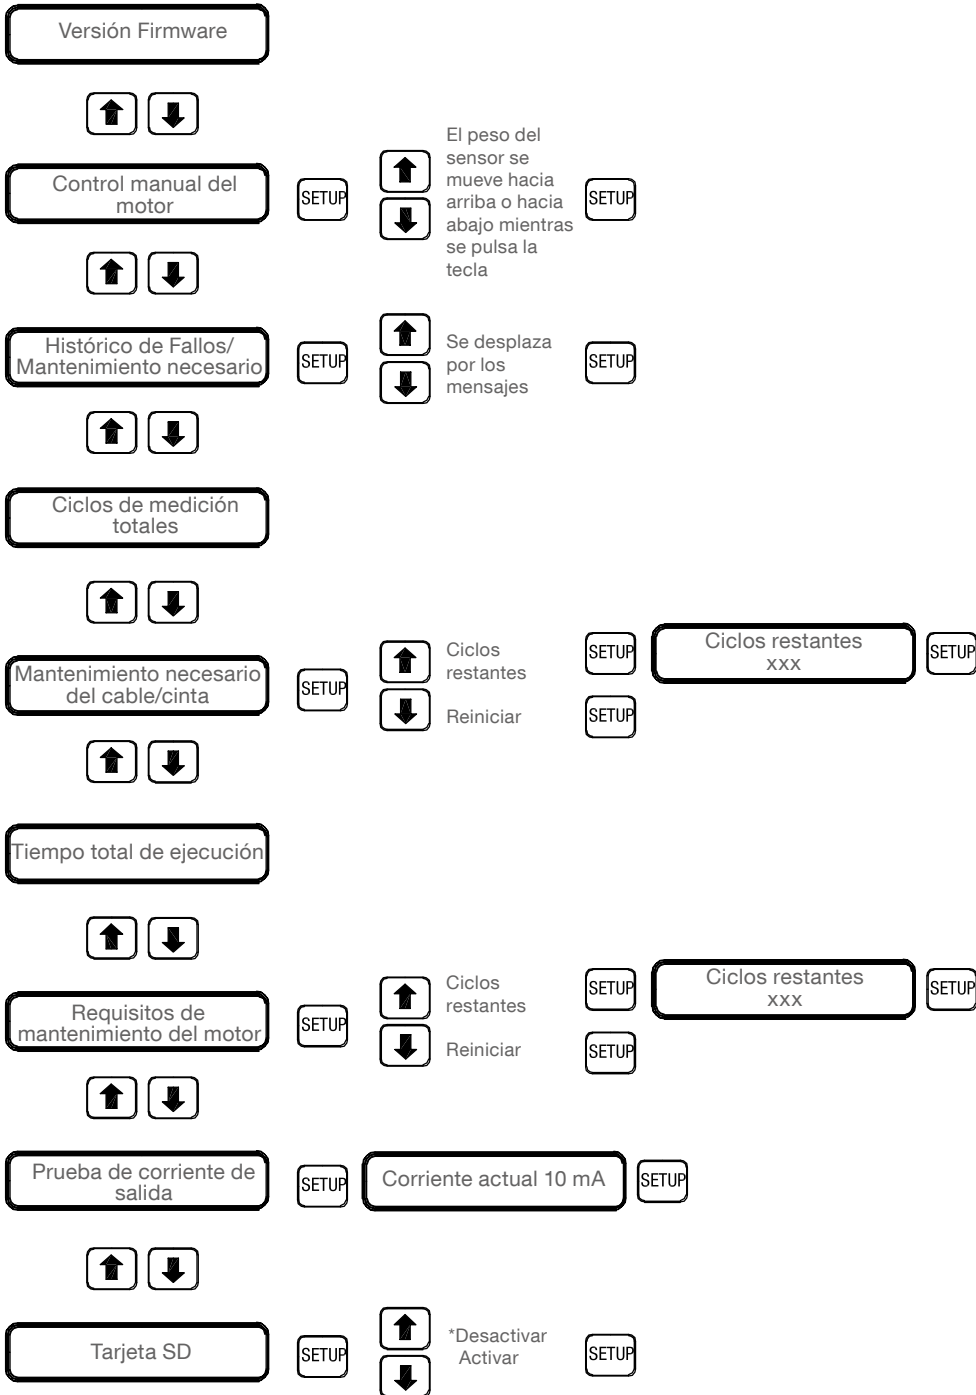 Versión Firmware
Control manual del
motor
SETUP
El peso del
sensor se
mueve hacia
arriba o hacia
abajo mientras
se pulsa la
tecla
SETUP
Histórico de Fallos/
Mantenimiento necesario
SETUP
Se desplaza
por los
mensajes
SETUP
Ciclos de medición
totales
Mantenimiento necesario
del cable/cinta
SETUP
Ciclos
restantes
SETUP
Ciclos restantes
xxx
SETUP
Reiniciar
SETUP
Tiempo total de ejecución
Requisitos de
mantenimiento del motor
SETUP
Ciclos
restantes
SETUP
Ciclos restantes
xxx
SETUP
Reiniciar
SETUP
Prueba de corriente de
salida
SETUP
Corriente actual 10 mA
SETUP
Tarjeta SD
SETUP
*Desactivar
Activar
SETUP